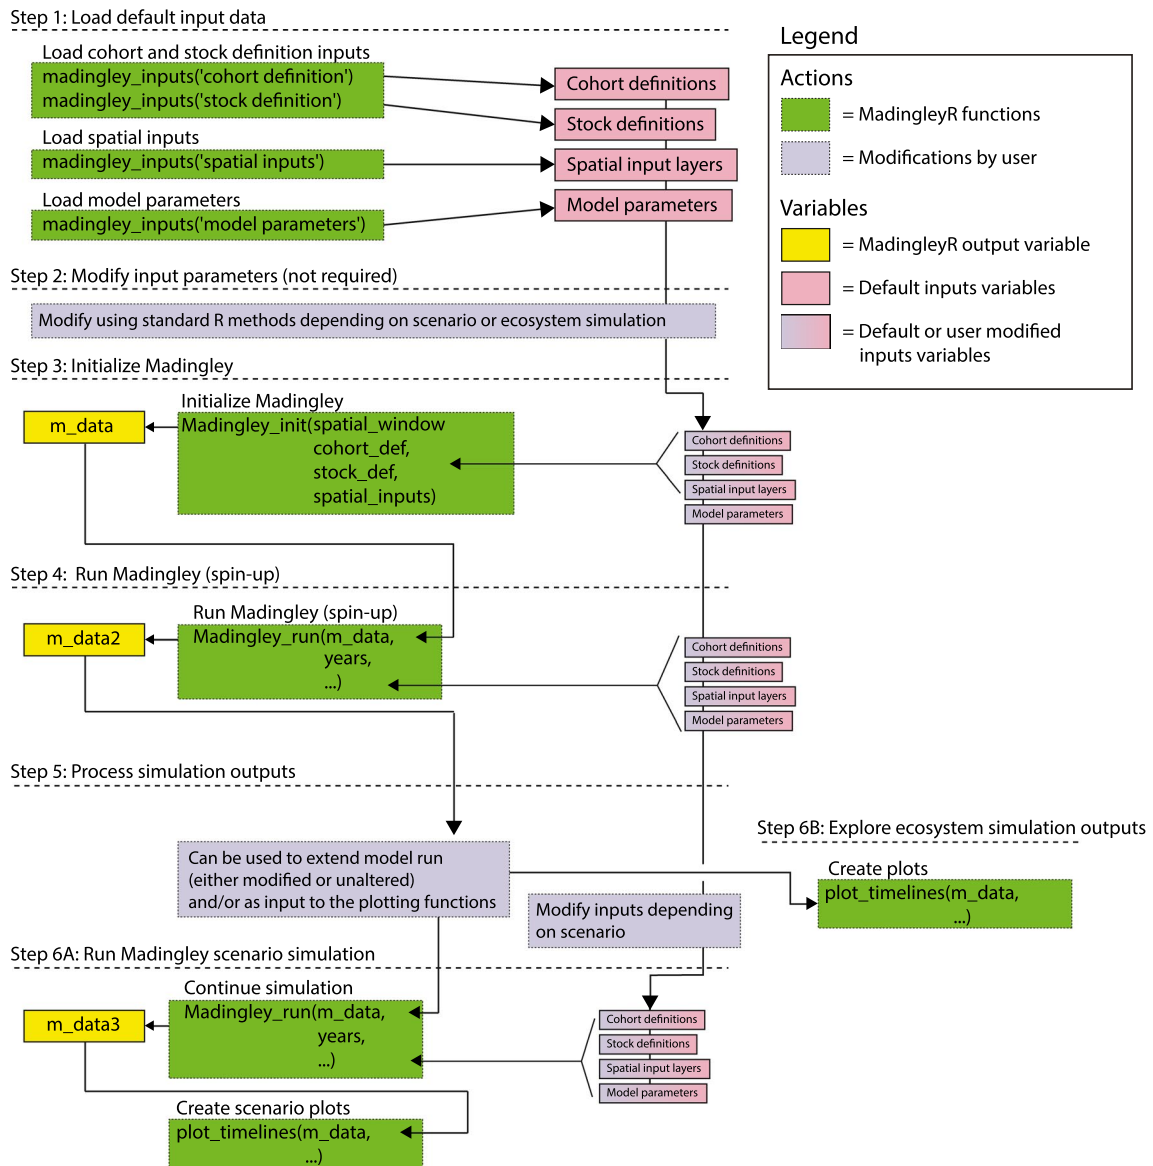 Step 1: Load default input data
Load cohort and stock definition inputs
madingley_inputs('cohort definition')
madingley_inputs('stock definition')
Load spatial inputs
madingley_inputs('spatial inputs')
Load model parameters
madingley_inputs('model parameters')
Cohort definitions
Stock definitions
Spatial input layers
Model parameters
Legend
Actions
= MadingleyR functions
= Modifications by user
Variables
= MadingleyR output variable
= Default inputs variables
= Default or user modified
inputs variables
Step 2: Modify input parameters (not required)
Modify using standard R methods depending on scenario or ecosystem simulation
Step 3: Initialize Madingley
Initialize Madingley
m_data
Madingley_init(spatial_window
cohort_def,
stock_def,
spatial_inputs)
Cohort definitions
Stock definitions
Spatial input layers
Model parameters
Step 4: Run Madingley (spin-up)
Run Madingley (spin-up)
m_data2
Madingley_run(m_data,
years,
...)
Cohort definitions
Stock definitions
Spatial input layers
Model parameters
Step 5: Process simulation outputs
Can be used to extend model run
(either modified or unaltered)
and/or as input to the plotting functions
Modify inputs depending
on scenario
Step 6B: Explore ecosystem simulation outputs
Create plots
plot_timelines(m_data,
...)
Step 6A: Run Madingley scenario simulation
Continue simulation
m_data3
Madingley_run(m_data,
years,
...)
Cohort definitions
Stock definitions
Spatial input layers
Model parameters
Create scenario plots
plot_timelines(m_data,
...)